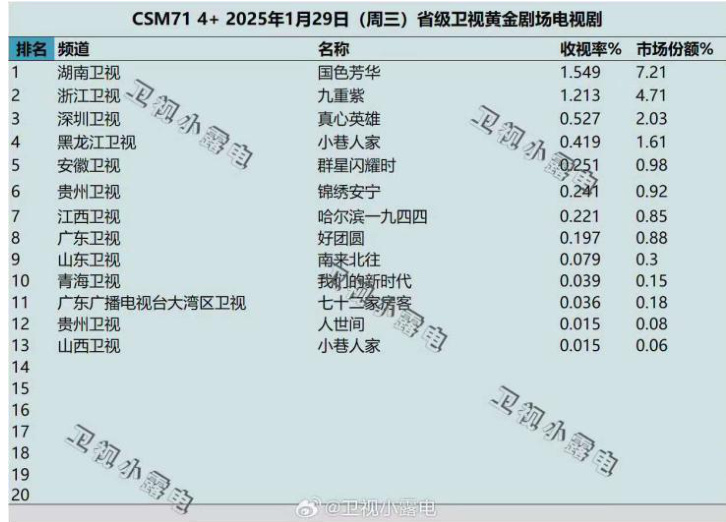 CSM71 4+ 2025年1月29日（周三）省级卫视黄金剧场电视剧
排名 频道 名称 收视率% 市场份额%
1 湖南卫视 国色芳华 1.549 7.21
2 浙江卫视 九重紫 1.213 4.71
3 深圳卫视 真心英雄 0.527 2.03
4 黑龙江卫视 小巷人家 0.419 1.61
5 安徽卫视 群星闪耀时 0.251 0.98
6 贵州卫视 锦绣安宁 0.241 0.92
7 江西卫视 哈尔滨一九四四 0.221 0.85
8 广东卫视 好团圆 0.197 0.88
9 山东卫视 南来北往 0.079 0.3
10 青海卫视 我们的新时代 0.039 0.15
11 广东广播电视台大湾区卫视 七十二家房客 0.036 0.18
12 贵州卫视 人世间 0.015 0.08
13 山西卫视 小巷人家 0.015 0.06
14
15
16
17
18
19
20
卫视小露电
卫视小露电
卫视小露电
卫视小露电
卫视小露电
@卫视小露电